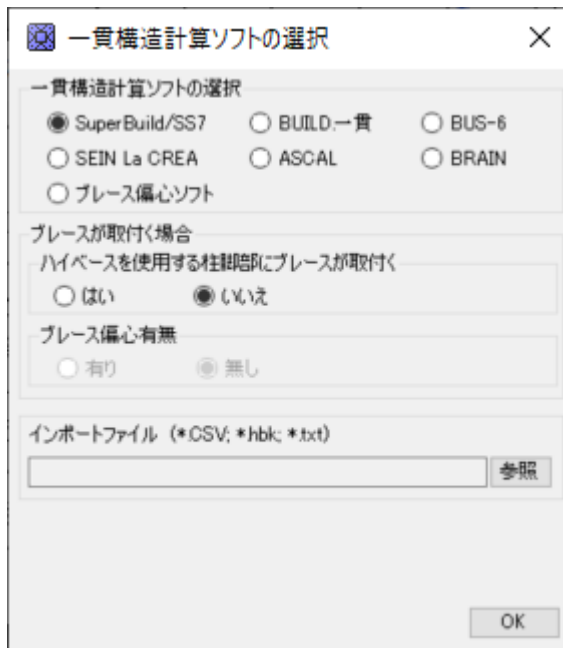 一貫構造計算ソフトの選択
一貫構造計算ソフトの選択
SuperBuild/SS7 BUILD.一貫 BUS-6
SEIN La CREA ASCAL BRAIN
ブレース偏心ソフト
ブレースが取付く場合
ハイベースを使用する柱脚部にブレースが取付く
はい いいえ
ブレース偏心有無
有り 無し
インポートファイル (*.CSV; *.hbk; *.txt)
参照
OK